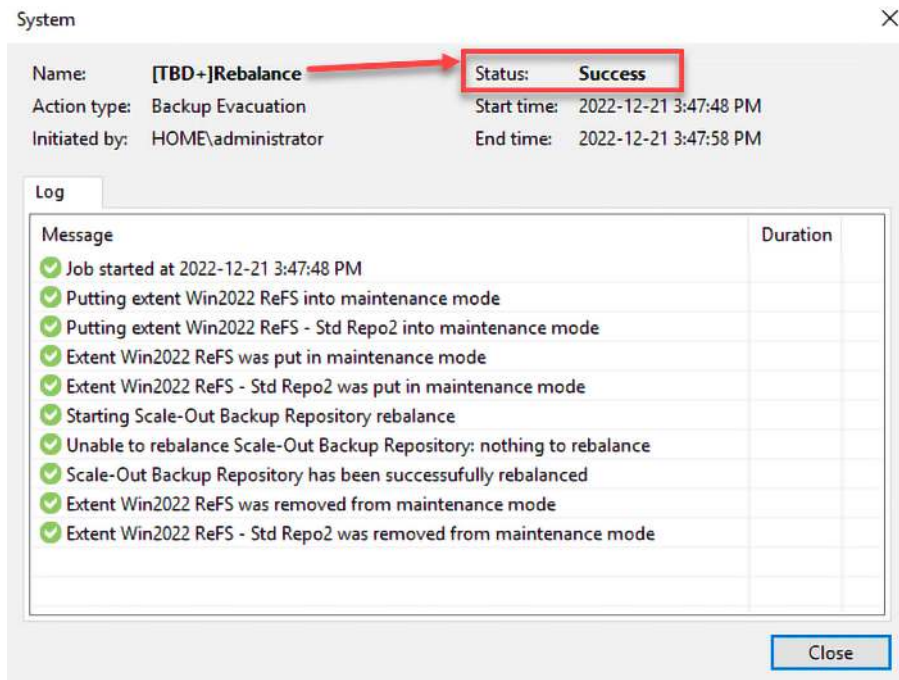 System
Name: [TBD+]Rebalance Status: Success
Action type: Backup Evacuation Start time: 2022-12-21 3:47:48 PM
Initiated by: HOME\administrator End time: 2022-12-21 3:47:58 PM
Log
Message Duration
Job started at 2022-12-21 3:47:48 PM
Putting extent Win2022 ReFS into maintenance mode
Putting extent Win2022 ReFS - Std Repo2 into maintenance mode
Extent Win2022 ReFS was put in maintenance mode
Extent Win2022 ReFS - Std Repo2 was put in maintenance mode
Starting Scale-Out Backup Repository rebalance
Unable to rebalance Scale-Out Backup Repository: nothing to rebalance
Scale-Out Backup Repository has been successufully rebalanced
Extent Win2022 ReFS was removed from maintenance mode
Extent Win2022 ReFS - Std Repo2 was removed from maintenance mode
Close